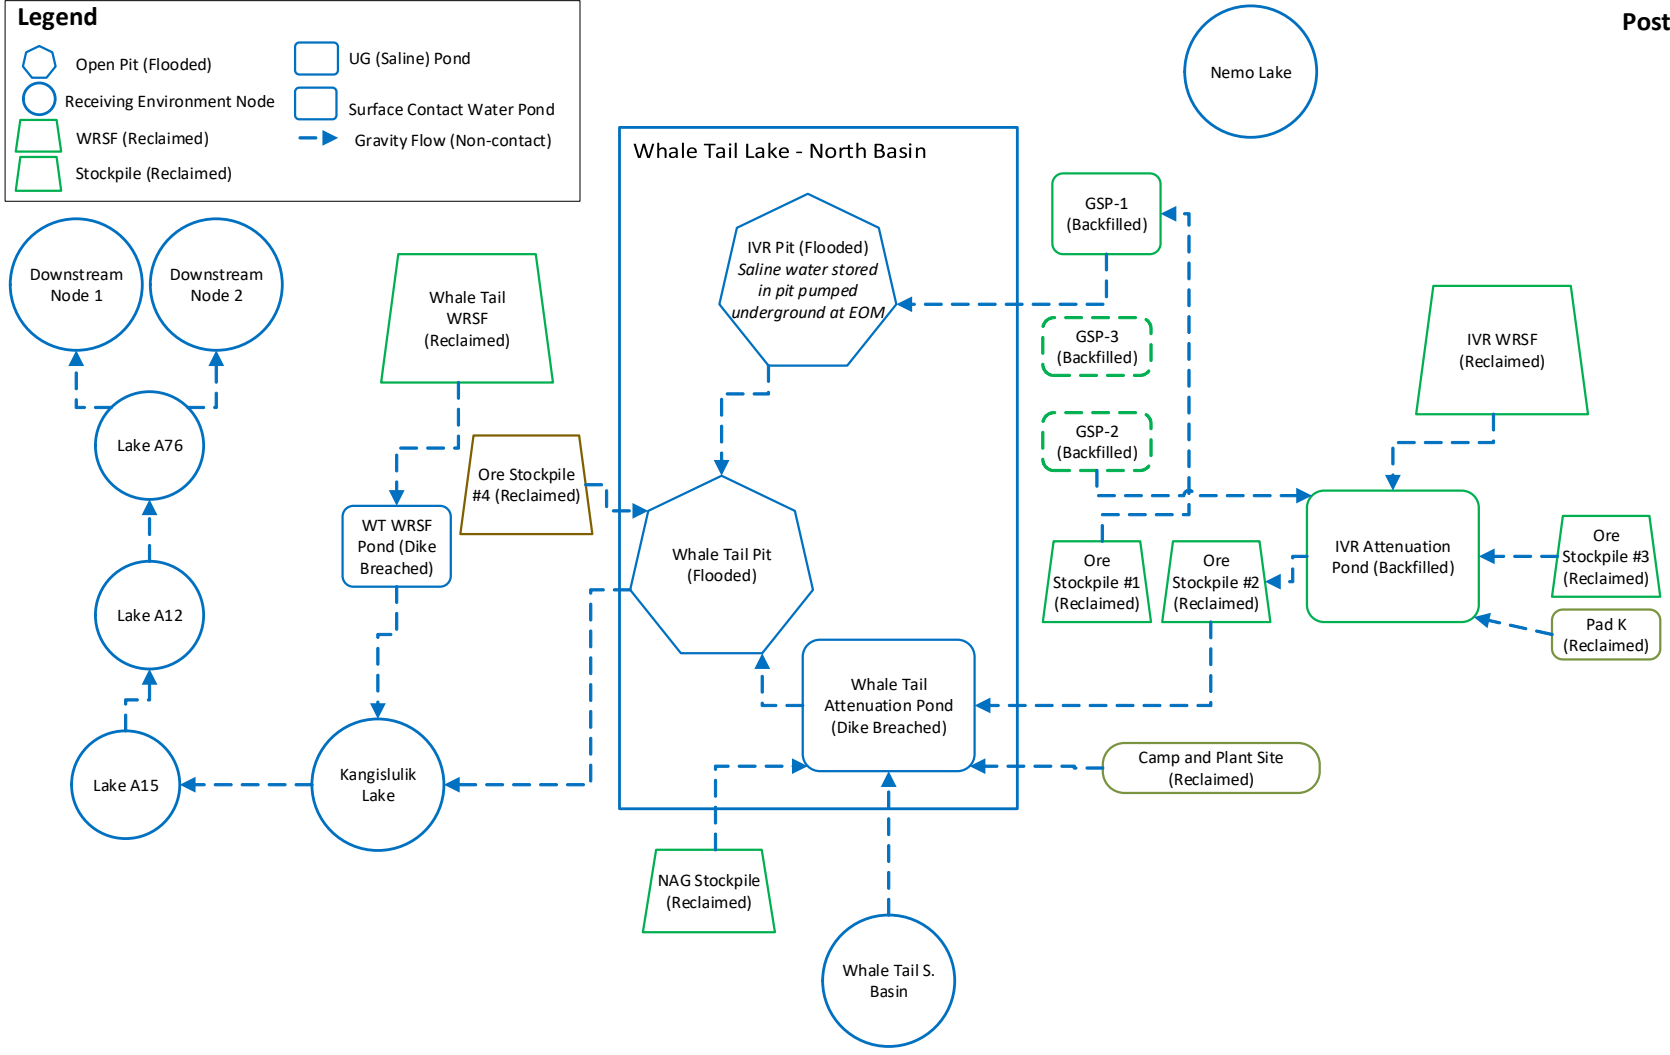 Legend
Open Pit (Flooded)
Receiving Environment Node
WRSF (Reclaimed)
Stockpile (Reclaimed)
UG (Saline) Pond
Surface Contact Water Pond
Gravity Flow (Non-contact)
Post
Nemo Lake
Whale Tail Lake - North Basin
IVR Pit (Flooded)
Saline water stored
in pit pumped
underground at EOM
GSP-1
(Backfilled)
GSP-3
(Backfilled)
GSP-2
(Backfilled)
IVR WRSF
(Reclaimed)
Downstream
Node 1
Downstream
Node 2
Whale Tail
WRSF
(Reclaimed)
Lake A76
Ore Stockpile
#4 (Reclaimed)
WT WRSF
Pond (Dike
Breached)
Whale Tail Pit
(Flooded)
Ore
Stockpile #1
(Reclaimed)
Ore
Stockpile #2
(Reclaimed)
IVR Attenuation
Pond (Backfilled)
Ore
Stockpile #3
(Reclaimed)
Pad K
(Reclaimed)
Lake A12
Whale Tail
Attenuation Pond
(Dike Breached)
Camp and Plant Site
(Reclaimed)
Lake A15
Kangislulik
Lake
NAG Stockpile
(Reclaimed)
Whale Tail S.
Basin